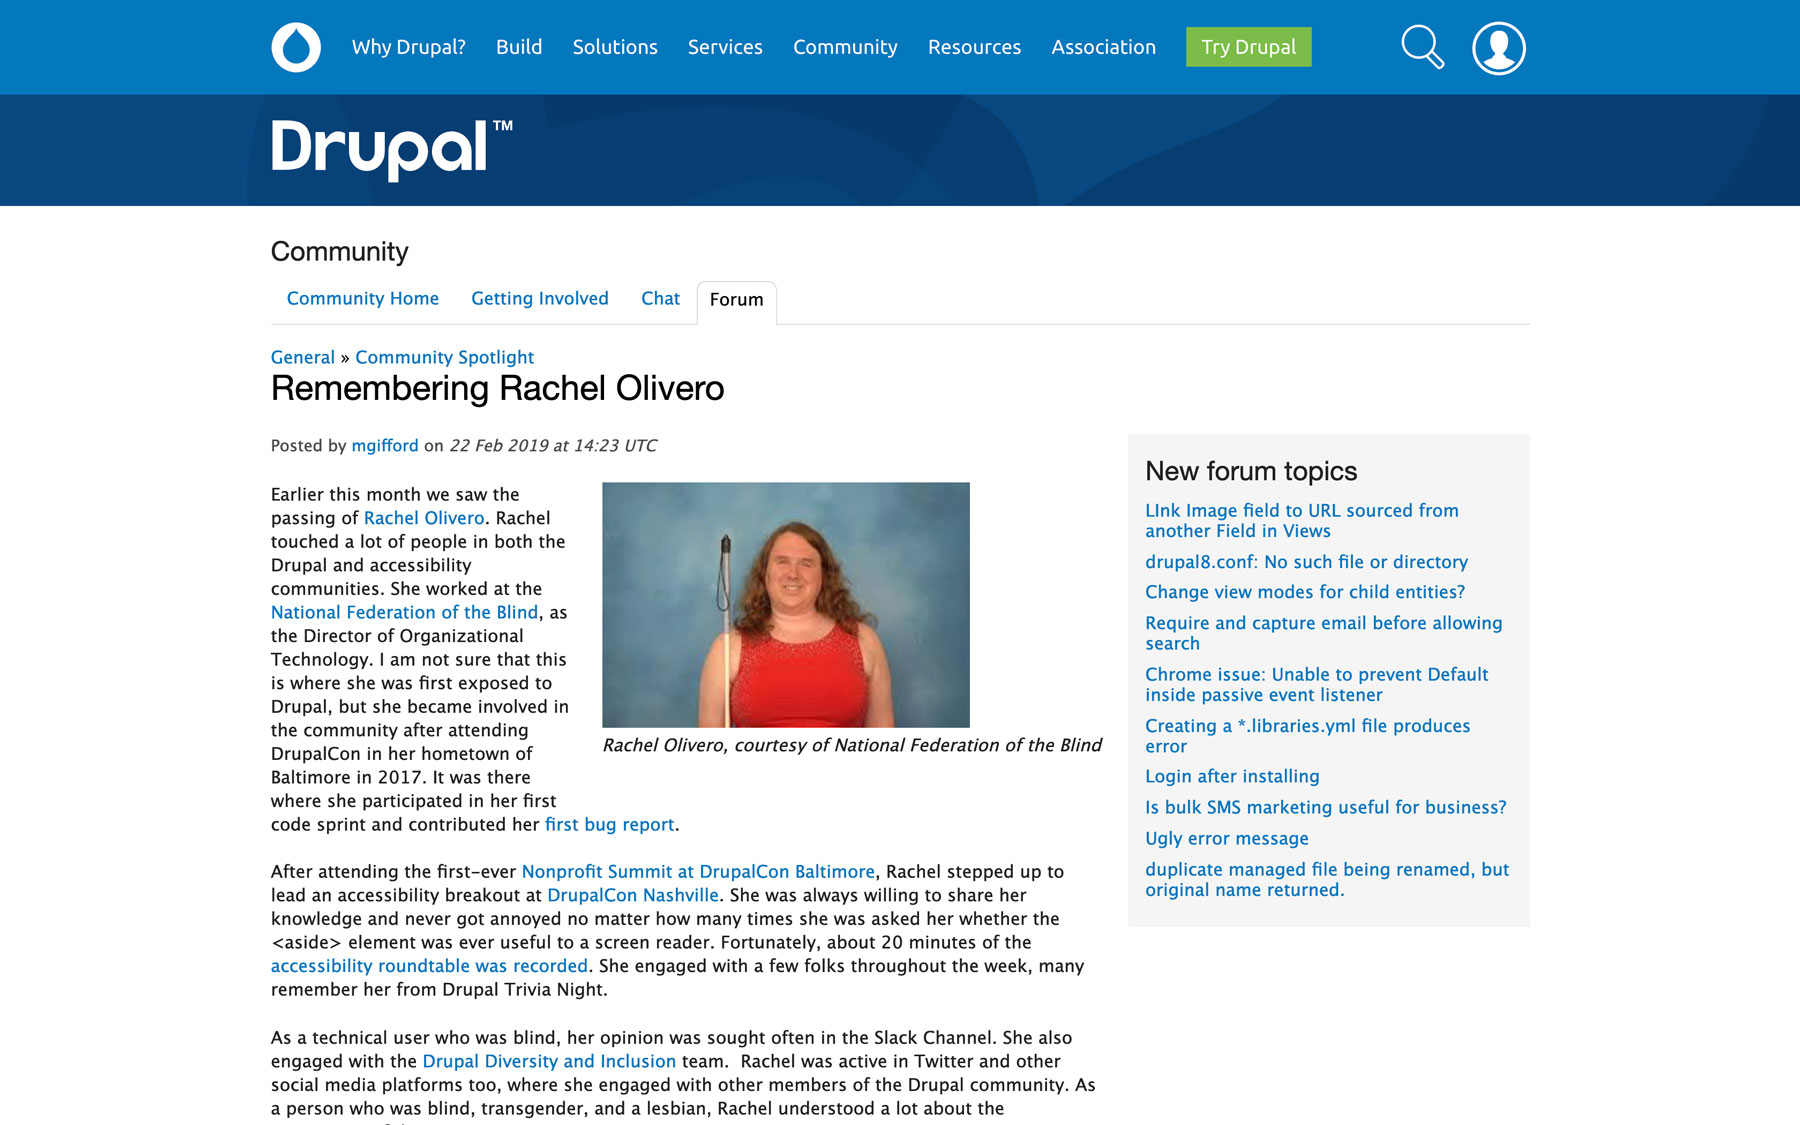 Why Drupal? Build Solutions Services Community Resources Association Try Drupal
Drupal™
Community
Community Home Getting Involved Chat Forum
General » Community Spotlight
Remembering Rachel Olivero
Posted by mgifford on 22 Feb 2019 at 14:23 UTC
Earlier this month we saw the
passing of Rachel Olivero. Rachel
touched a lot of people in both the
Drupal and accessibility
communities. She worked at the
National Federation of the Blind, as
the Director of Organizational
Technology. I am not sure that this
is where she was first exposed to
Drupal, but she became involved in
the community after attending
DrupalCon in her hometown of
Baltimore in 2017. It was there
where she participated in her first
code sprint and contributed her first bug report.
Rachel Olivero, courtesy of National Federation of the Blind
After attending the first-ever Nonprofit Summit at DrupalCon Baltimore, Rachel stepped up to
lead an accessibility breakout at DrupalCon Nashville. She was always willing to share her
knowledge and never got annoyed no matter how many times she was asked her whether the
<aside> element was ever useful to a screen reader. Fortunately, about 20 minutes of the
accessibility roundtable was recorded. She engaged with a few folks throughout the week, many
remember her from Drupal Trivia Night.
As a technical user who was blind, her opinion was sought often in the Slack Channel. She also
engaged with the Drupal Diversity and Inclusion team.  Rachel was active in Twitter and other
social media platforms too, where she engaged with other members of the Drupal community. As
a person who was blind, transgender, and a lesbian, Rachel understood a lot about the
New forum topics
LInk Image field to URL sourced from
another Field in Views
drupal8.conf: No such file or directory
Change view modes for child entities?
Require and capture email before allowing
search
Chrome issue: Unable to prevent Default
inside passive event listener
Creating a *.libraries.yml file produces
error
Login after installing
Is bulk SMS marketing useful for business?
Ugly error message
duplicate managed file being renamed, but
original name returned.